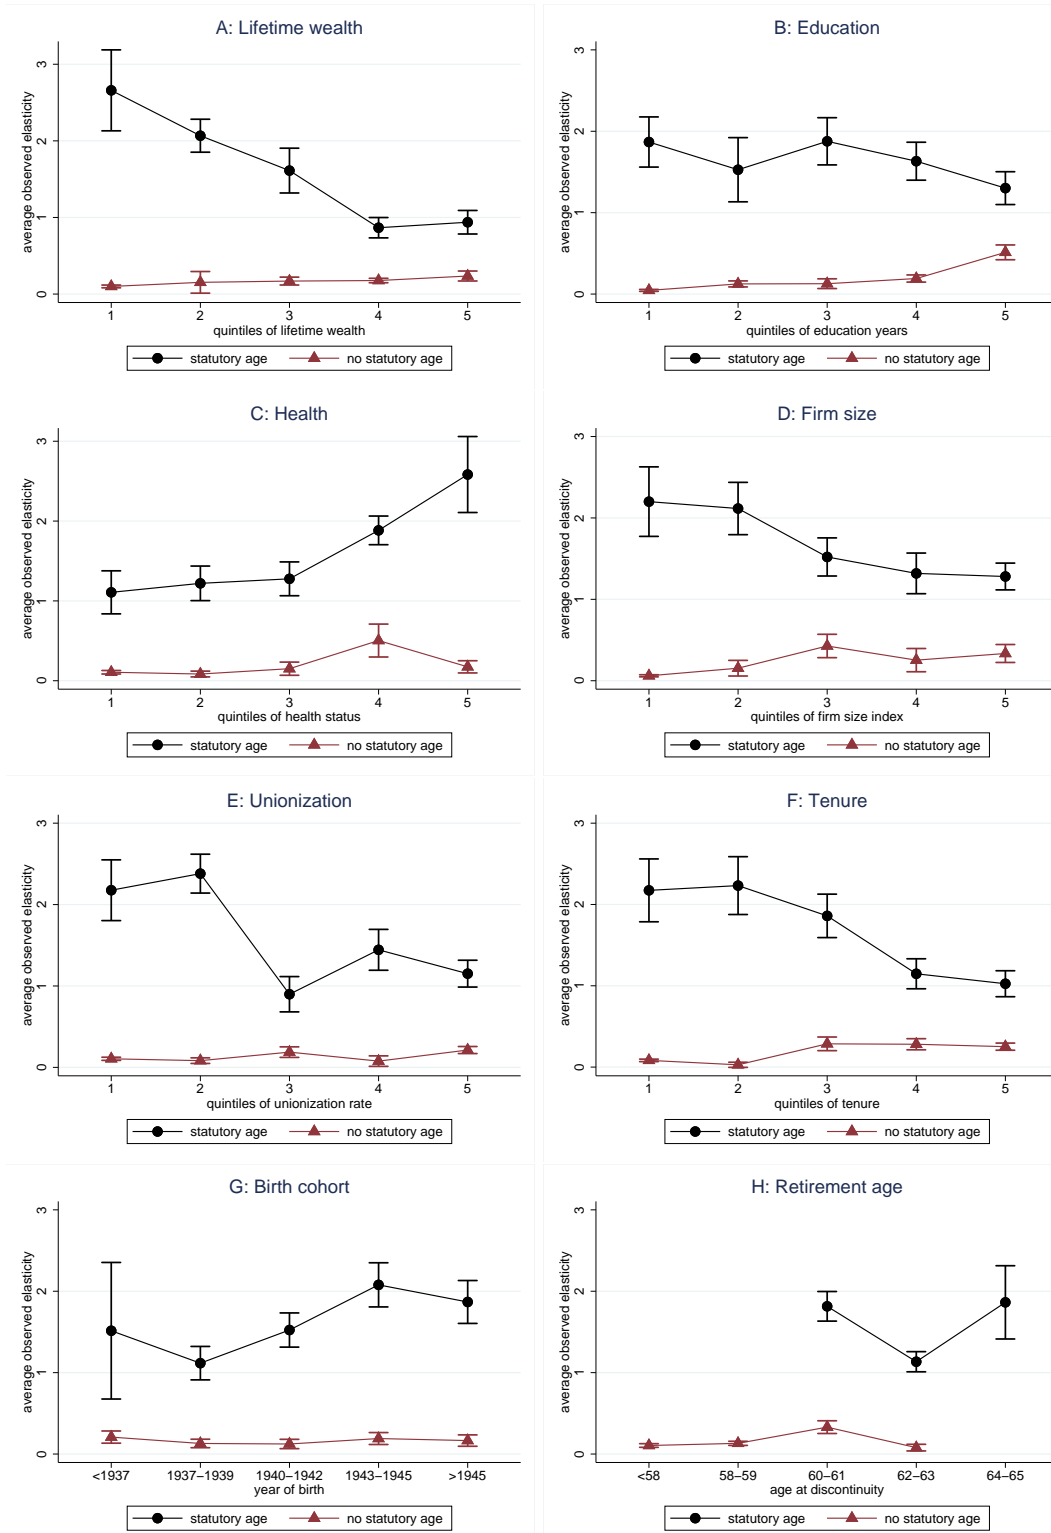 A: Lifetime wealth
average observed elasticity
0 1 2 3
1 2 3 4 5
quintiles of lifetime wealth
statutory age no statutory age
B: Education
average observed elasticity
0 1 2 3
1 2 3 4 5
quintiles of education years
statutory age no statutory age
C: Health
average observed elasticity
0 1 2 3
1 2 3 4 5
quintiles of health status
statutory age no statutory age
D: Firm size
average observed elasticity
0 1 2 3
1 2 3 4 5
quintiles of firm size index
statutory age no statutory age
E: Unionization
average observed elasticity
0 1 2 3
1 2 3 4 5
quintiles of unionization rate
statutory age no statutory age
F: Tenure
average observed elasticity
0 1 2 3
1 2 3 4 5
quintiles of tenure
statutory age no statutory age
G: Birth cohort
average observed elasticity
0 1 2 3
<1937 1937−1939 1940−1942 1943−1945 >1945
year of birth
statutory age no statutory age
H: Retirement age
average observed elasticity
0 1 2 3
<58 58−59 60−61 62−63 64−65
age at discontinuity
statutory age no statutory age